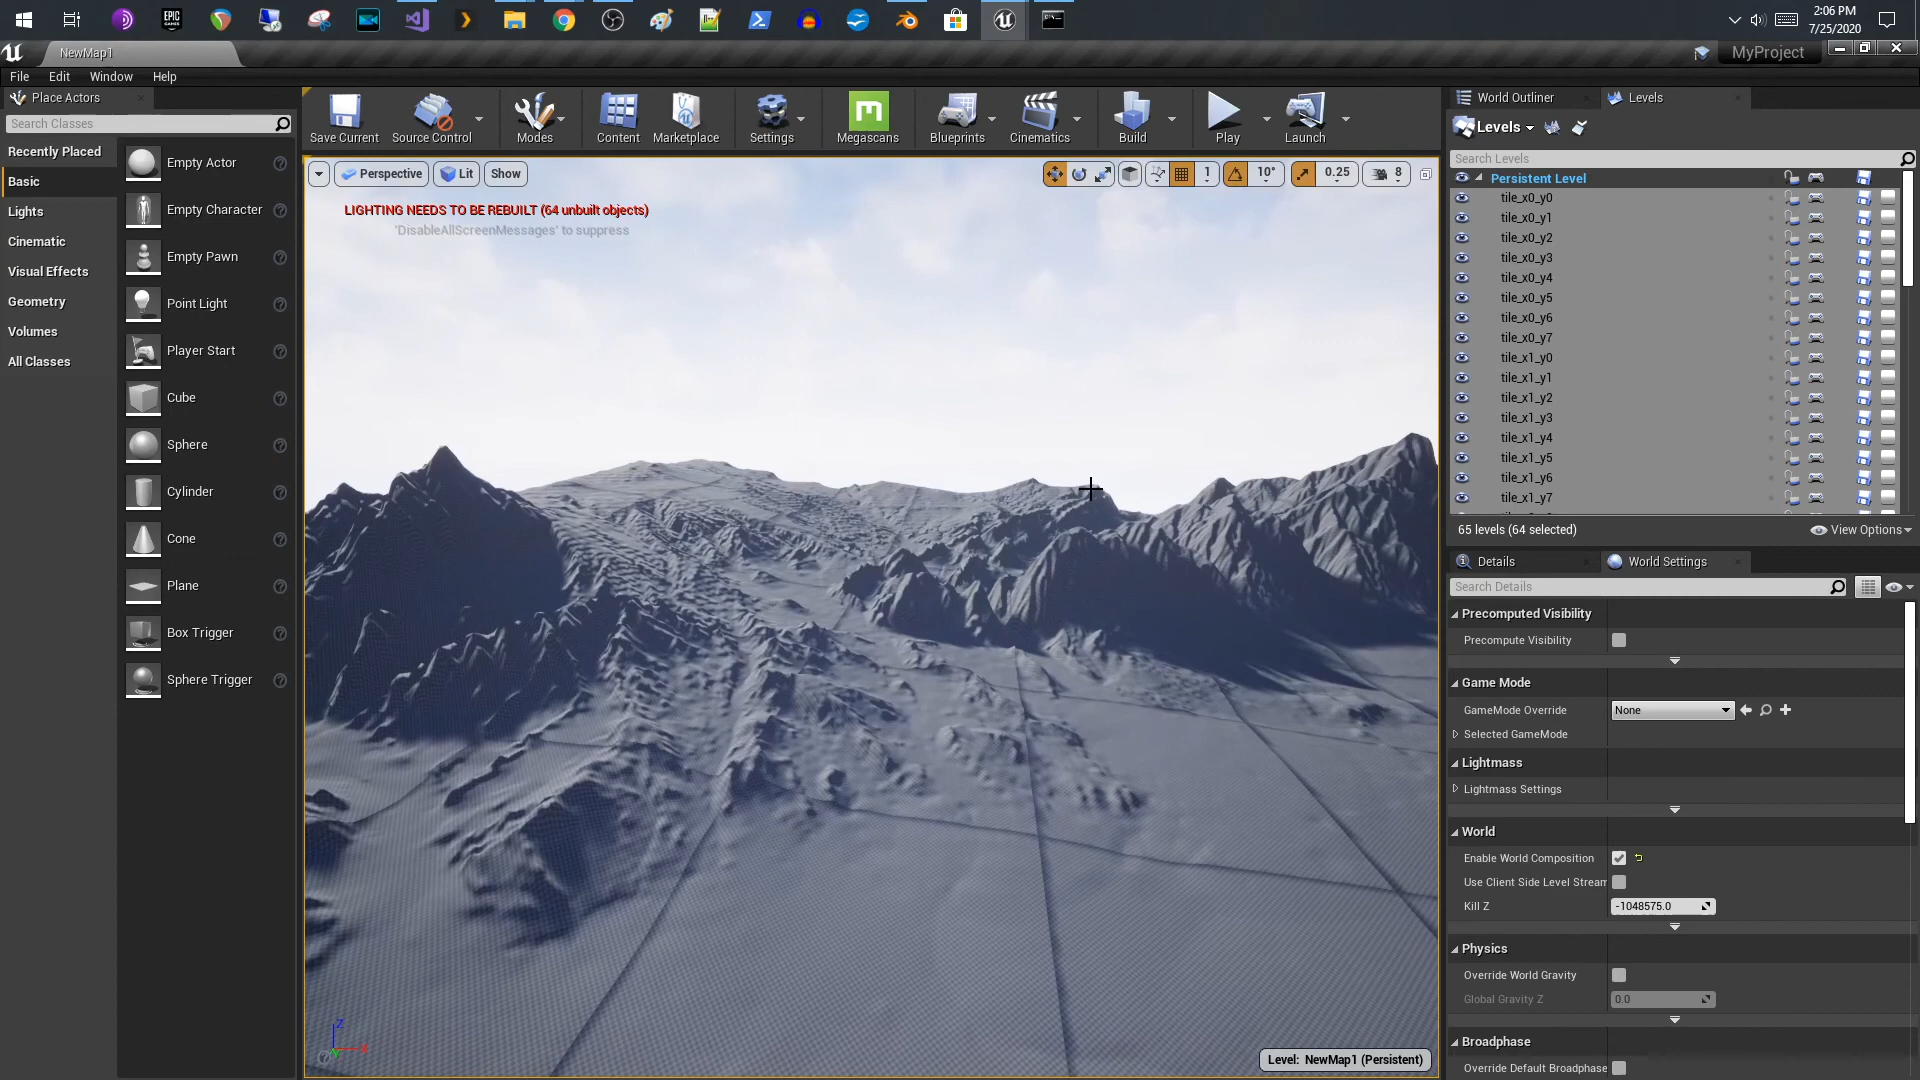 2:06 PM
7/25/2020
NewMap1
MyProject
File Edit Window Help
Place Actors
Search Classes
Recently Placed
Basic
Lights
Cinematic
Visual Effects
Geometry
Volumes
All Classes
Empty Actor
Empty Character
Empty Pawn
Point Light
Player Start
Cube
Sphere
Cylinder
Cone
Plane
Box Trigger
Sphere Trigger
Save Current
Source Control
Modes
Content
Marketplace
Settings
Megascans
Blueprints
Cinematics
Build
Play
Launch
Perspective Lit Show
1 10° 0.25 8
LIGHTING NEEDS TO BE REBUILT (64 unbuilt objects)
'DisableAllScreenMessages' to suppress
Z
X
Y
Level: NewMap1 (Persistent)
World Outliner
Levels
Levels
Search Levels
Persistent Level
tile_x0_y0
tile_x0_y1
tile_x0_y2
tile_x0_y3
tile_x0_y4
tile_x0_y5
tile_x0_y6
tile_x0_y7
tile_x1_y0
tile_x1_y1
tile_x1_y2
tile_x1_y3
tile_x1_y4
tile_x1_y5
tile_x1_y6
tile_x1_y7
65 levels (64 selected)
View Options
Details
World Settings
Search Details
Precomputed Visibility
Precompute Visibility
Game Mode
GameMode Override None
Selected GameMode
Lightmass
Lightmass Settings
World
Enable World Composition
Use Client Side Level Stream
Kill Z -1048575.0
Physics
Override World Gravity
Global Gravity Z 0.0
Broadphase
Override Default Broadphase